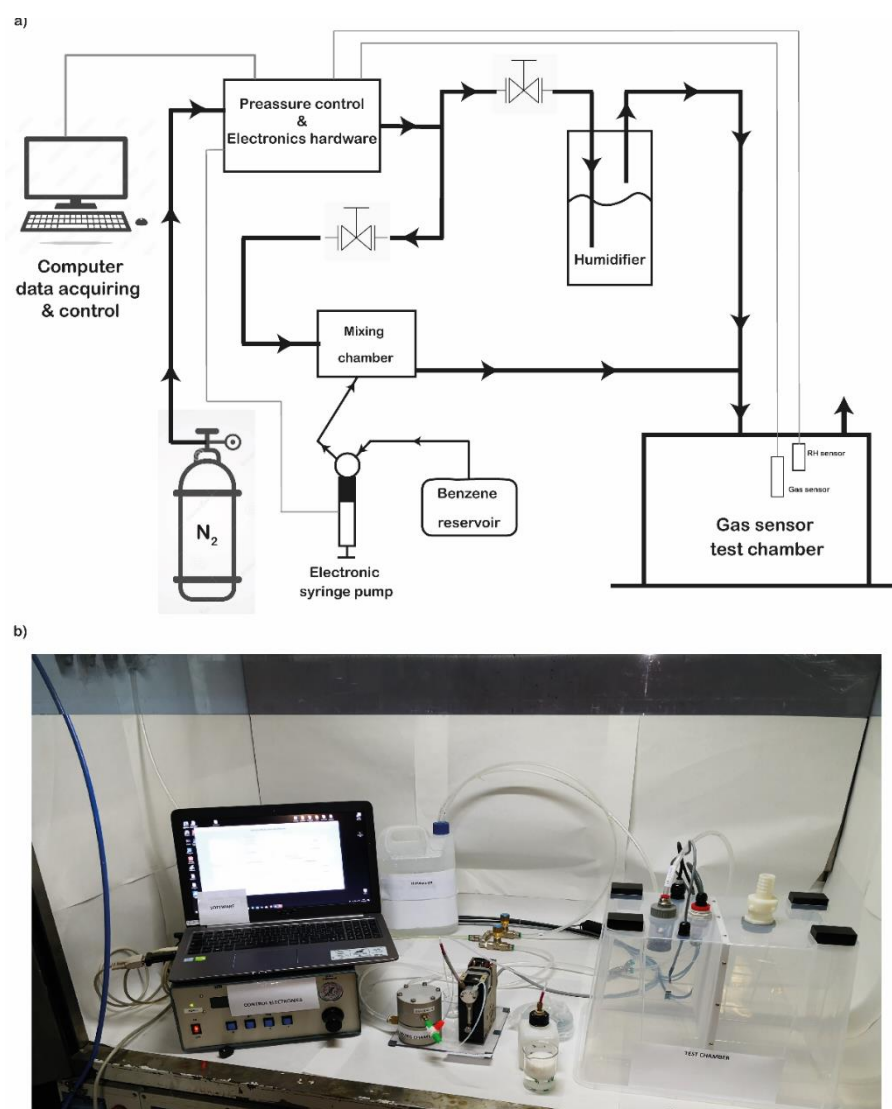 a)
Preassure control
&
Electronics hardware
Computer
data acquiring
& control
Humidifier
Mixing
chamber
N2
Benzene
reservoir
Electronic
syringe pump
RH sensor
Gas sensor
Gas sensor
test chamber
b)
CONTROL ELECTRONICS
TEST CHAMBER